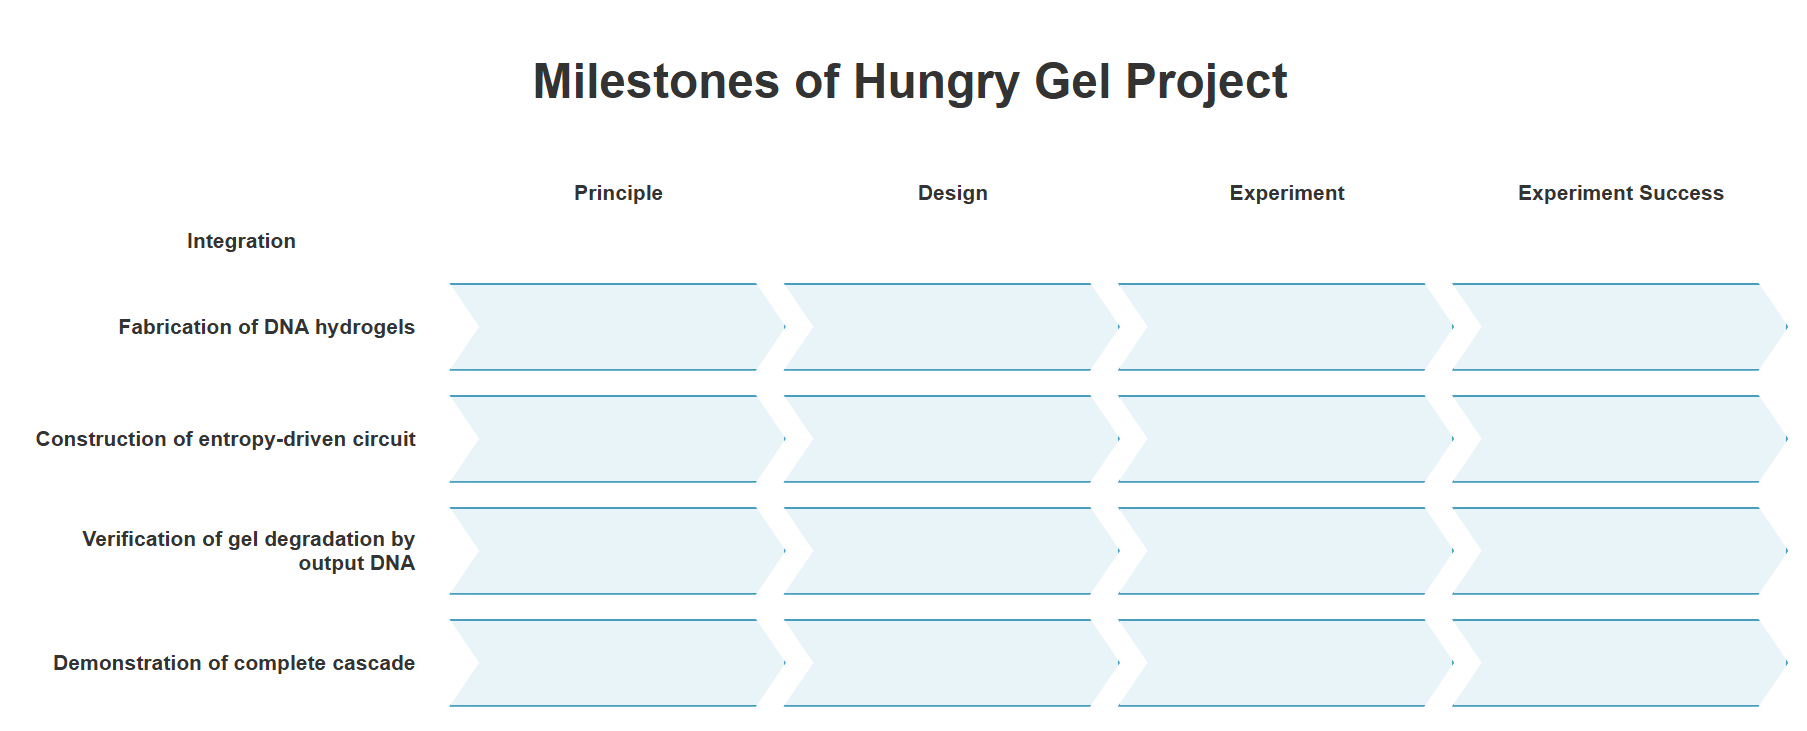 Milestones of Hungry Gel Project
Principle
Design
Experiment
Experiment Success
Integration
Fabrication of DNA hydrogels
Construction of entropy-driven circuit
Verification of gel degradation by
output DNA
Demonstration of complete cascade